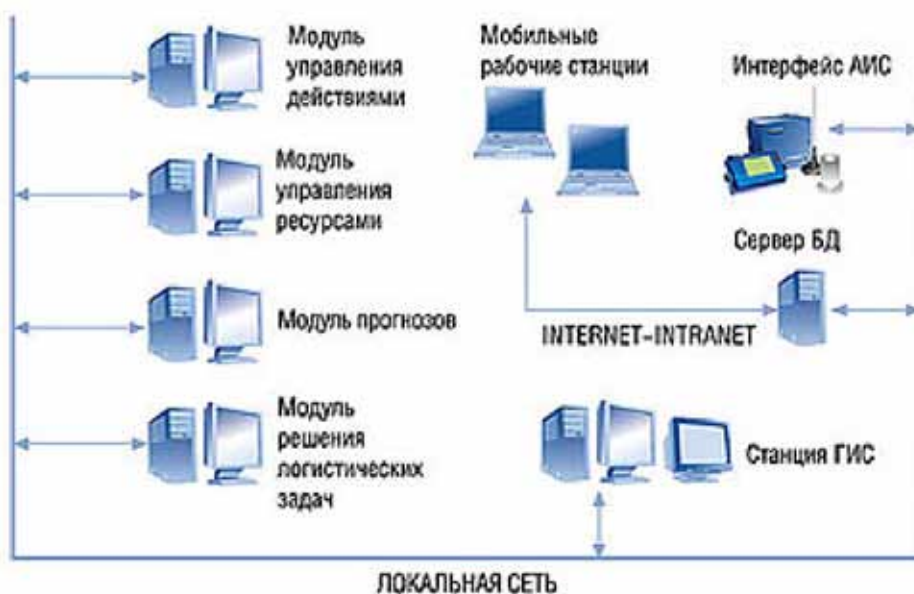 Модуль
управления
действиями
Мобильные
рабочие станции
Интерфейс АИС
Модуль
управления
ресурсами
Сервер БД
Модуль прогнозов
INTERNET-INTRANET
Модуль
решения
логистических
задач
Станция ГИС
ЛОКАЛЬНАЯ СЕТЬ